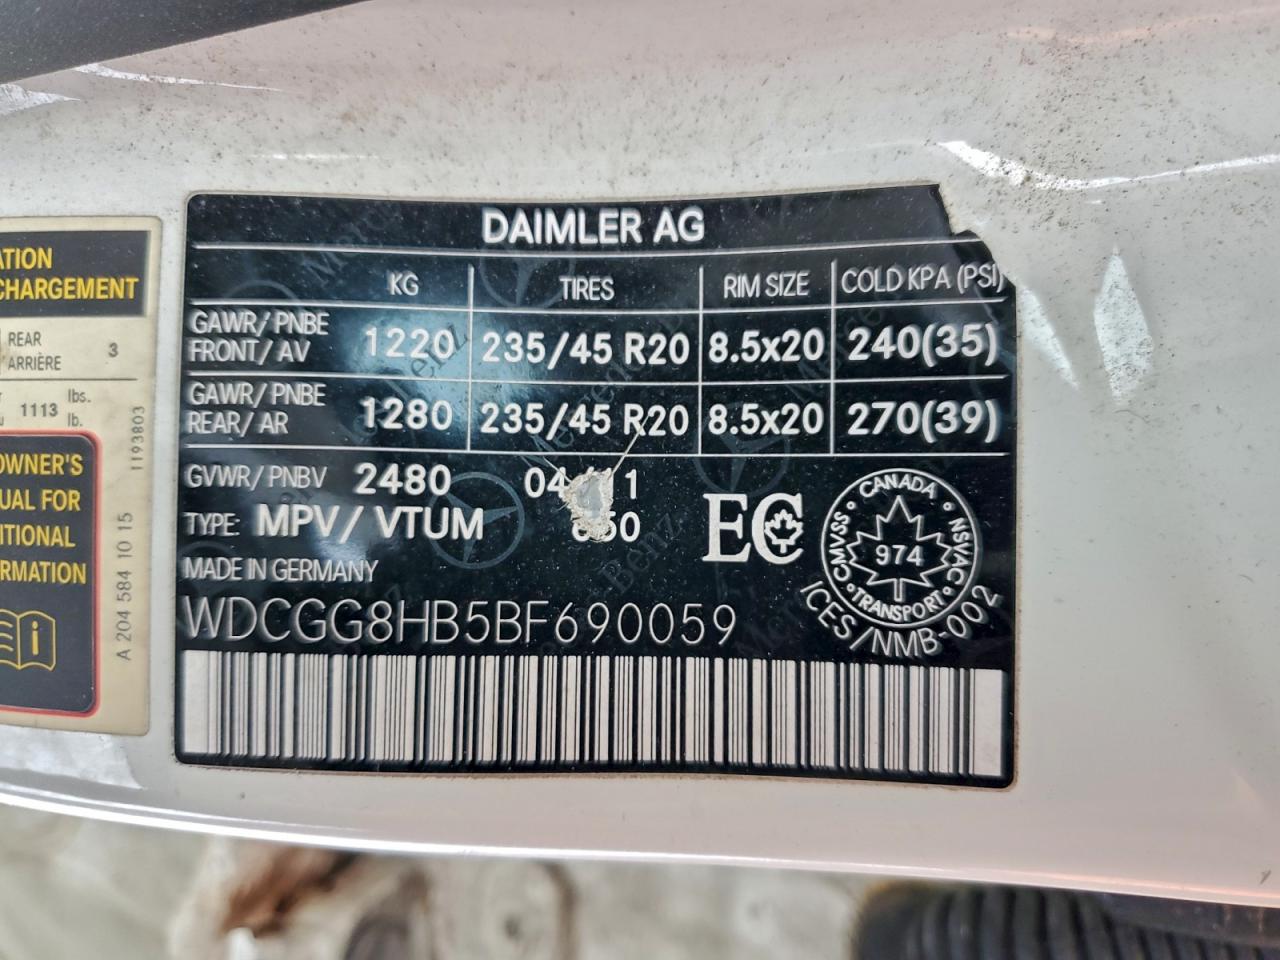 ATION
CHARGEMENT
REAR
ARRIÈRE 3
1113 lbs.
lb.
OWNER'S
UAL FOR
ITIONAL
RMATION
A 204 584 10 15
1193803
DAIMLER AG
KG TIRES RIM SIZE COLD KPA (PSI)
GAWR/PNBE
FRONT/AV 1220 235/45 R20 8.5x20 240(35)
GAWR/PNBE
REAR/AR 1280 235/45 R20 8.5x20 270(39)
GVWR/PNBV 2480
TYPE: MPV/VTUM
MADE IN GERMANY
WDCGG8HB5BF690059
EC
CANADA
CMVSS NSVAC
974
TRANSPORT
ICES/NMB-002
Mercedes-Benz